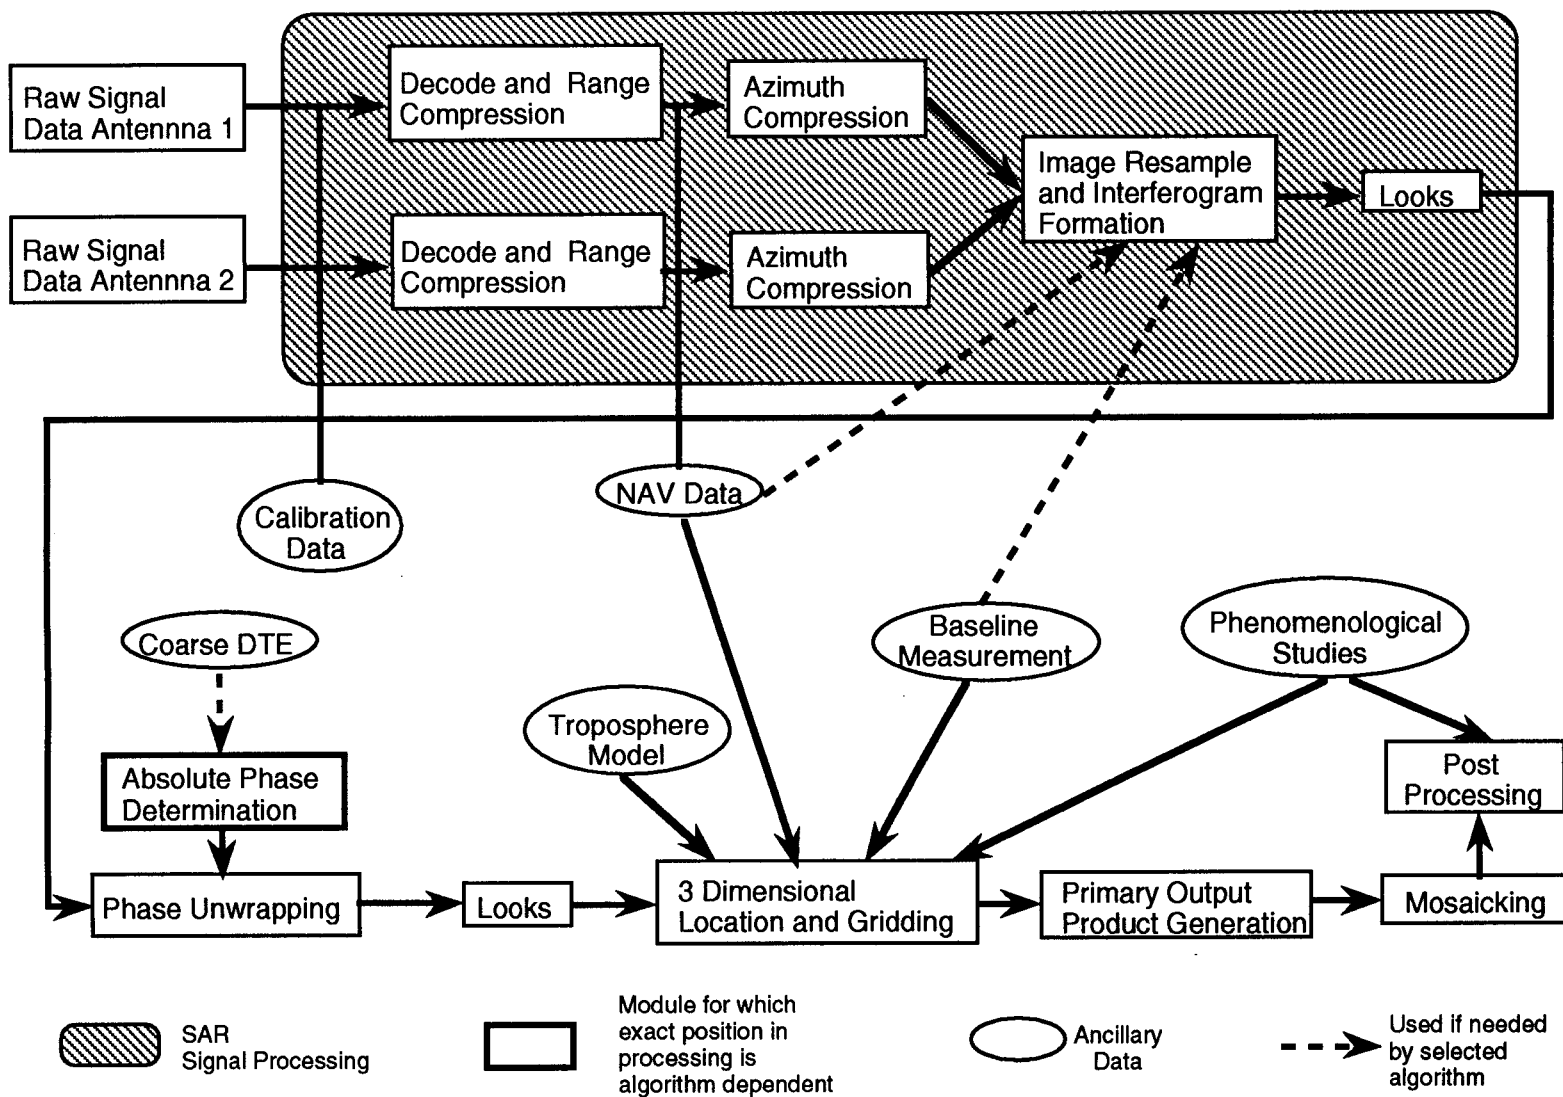 Raw Signal
Data Antennna 1
Decode and Range
Compression
Azimuth
Compression
Image Resample
and Interferogram
Formation
Looks
Raw Signal
Data Antennna 2
Decode and Range
Compression
Azimuth
Compression
Calibration
Data
NAV Data
Coarse DTE
Baseline
Measurement
Phenomenological
Studies
Troposphere
Model
Absolute Phase
Determination
Post
Processing
Phase Unwrapping
Looks
3 Dimensional
Location and Gridding
Primary Output
Product Generation
Mosaicking
SAR
Signal Processing
Module for which
exact position in
processing is
algorithm dependent
Ancillary
Data
Used if needed
by selected
algorithm